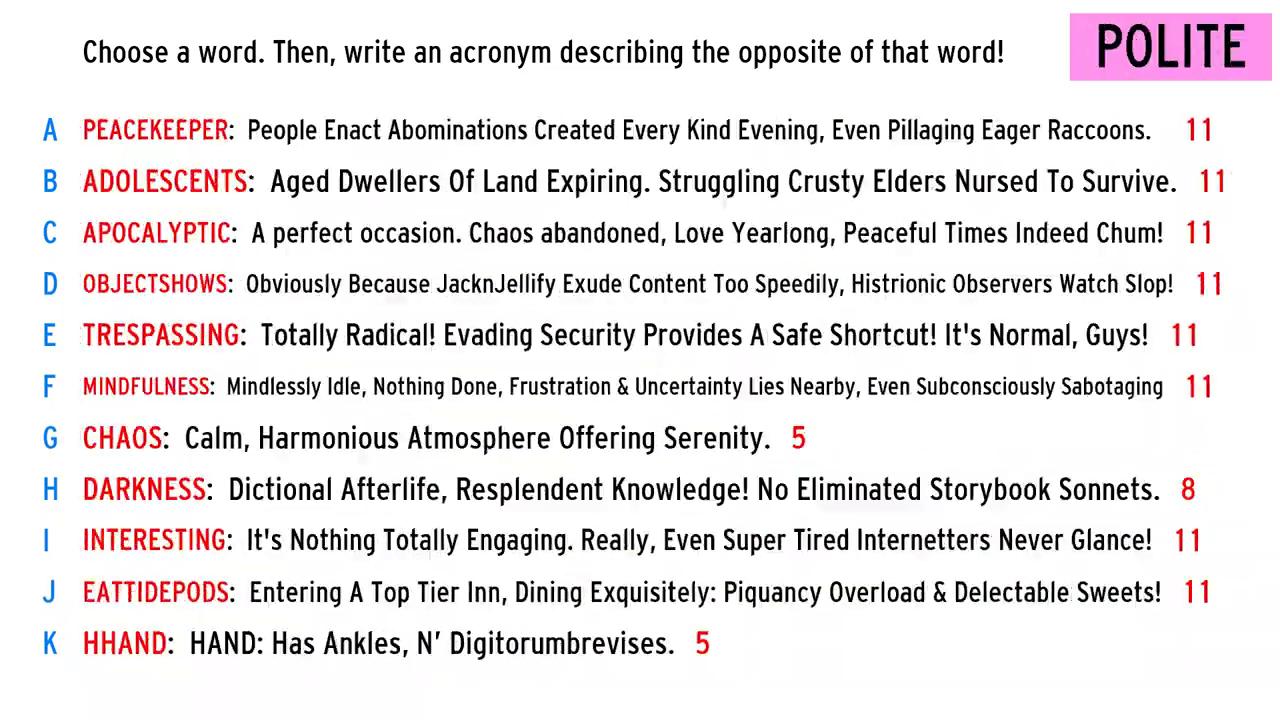 Choose a word. Then, write an acronym describing the opposite of that word!
POLITE
A PEACEKEEPER: People Enact Abominations Created Every Kind Evening, Even Pillaging Eager Raccoons. 11
B ADOLESCENTS: Aged Dwellers Of Land Expiring. Struggling Crusty Elders Nursed To Survive. 11
C APOCALYPTIC: A perfect occasion. Chaos abandoned, Love Yearlong, Peaceful Times Indeed Chum! 11
D OBJECTSHOWS: Obviously Because JacknJellify Exude Content Too Speedily, Histrionic Observers Watch Slop! 11
E TRESPASSING: Totally Radical! Evading Security Provides A Safe Shortcut! It's Normal, Guys! 11
F MINDFULNESS: Mindlessly Idle, Nothing Done, Frustration & Uncertainty Lies Nearby, Even Subconsciously Sabotaging 11
G CHAOS: Calm, Harmonious Atmosphere Offering Serenity. 5
H DARKNESS: Dictional Afterlife, Resplendent Knowledge! No Eliminated Storybook Sonnets. 8
I INTERESTING: It's Nothing Totally Engaging. Really, Even Super Tired Internetters Never Glance! 11
J EATTIDEPODS: Entering A Top Tier Inn, Dining Exquisitely: Piquancy Overload & Delectable Sweets! 11
K HHAND: HAND: Has Ankles, N’ Digitorumbrevises. 5